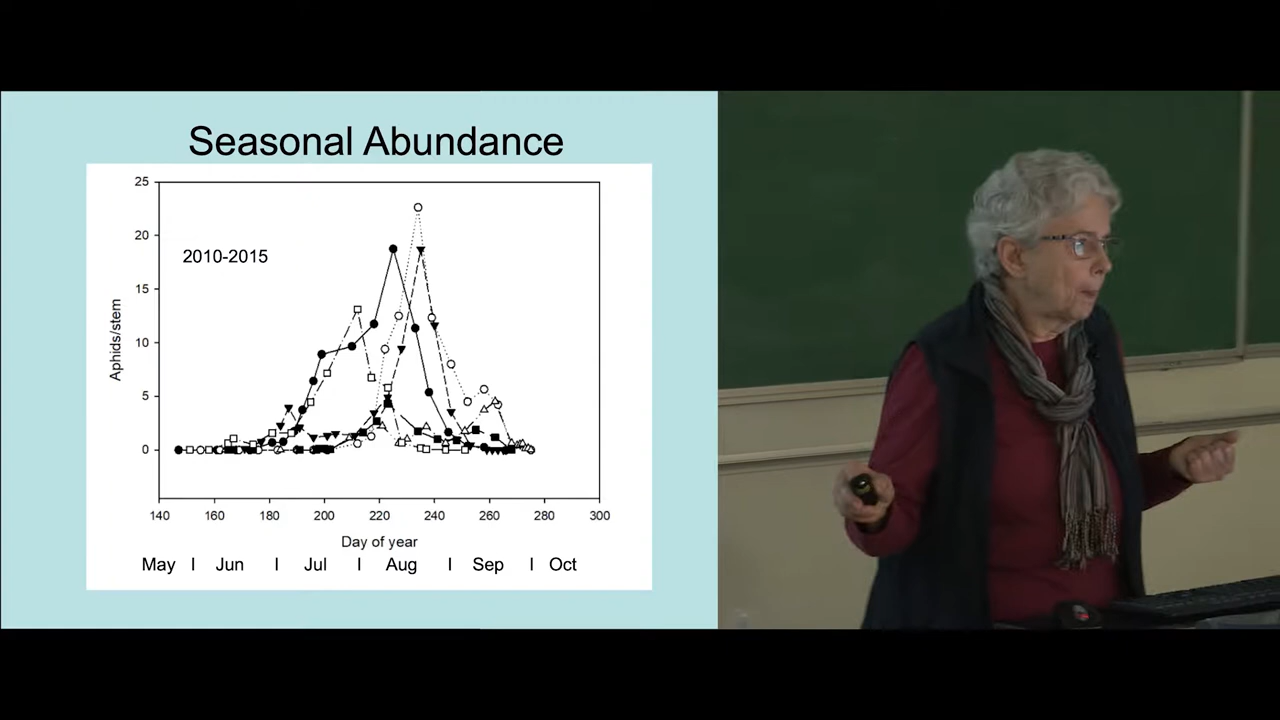 Seasonal Abundance
25
20
15
10
5
0
Aphids/stem
2010-2015
140 160 180 200 220 240 260 280 300
Day of year
May I Jun I Jul I Aug I Sep I Oct